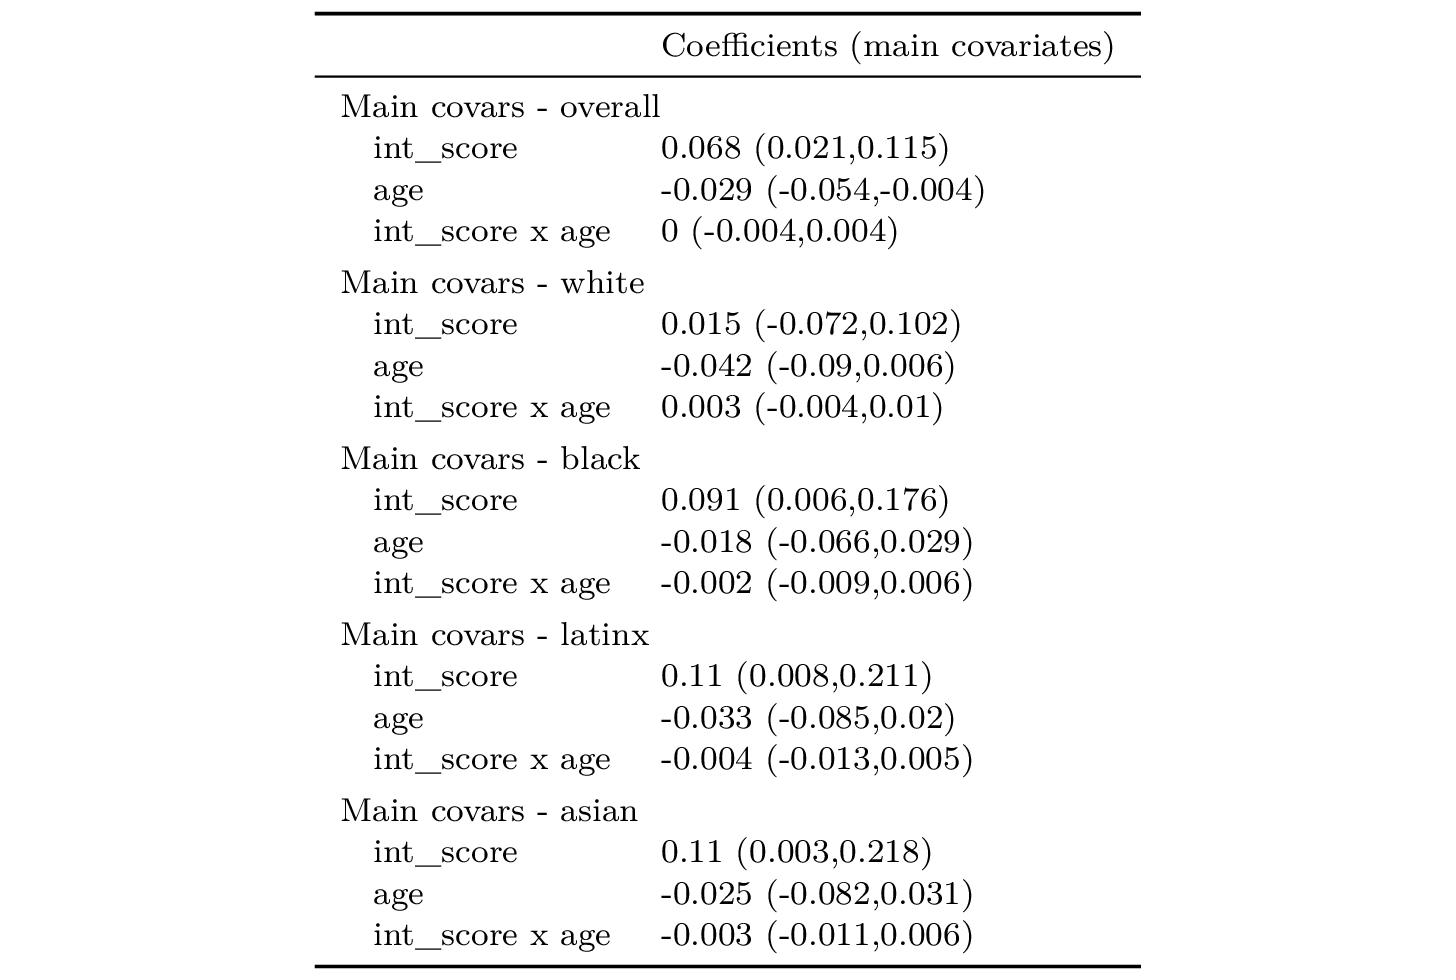 Coefficients (main covariates)
Main covars - overall
int_score 0.068 (0.021,0.115)
age -0.029 (-0.054,-0.004)
int_score x age 0 (-0.004,0.004)
Main covars - white
int_score 0.015 (-0.072,0.102)
age -0.042 (-0.09,0.006)
int_score x age 0.003 (-0.004,0.01)
Main covars - black
int_score 0.091 (0.006,0.176)
age -0.018 (-0.066,0.029)
int_score x age -0.002 (-0.009,0.006)
Main covars - latinx
int_score 0.11 (0.008,0.211)
age -0.033 (-0.085,0.02)
int_score x age -0.004 (-0.013,0.005)
Main covars - asian
int_score 0.11 (0.003,0.218)
age -0.025 (-0.082,0.031)
int_score x age -0.003 (-0.011,0.006)